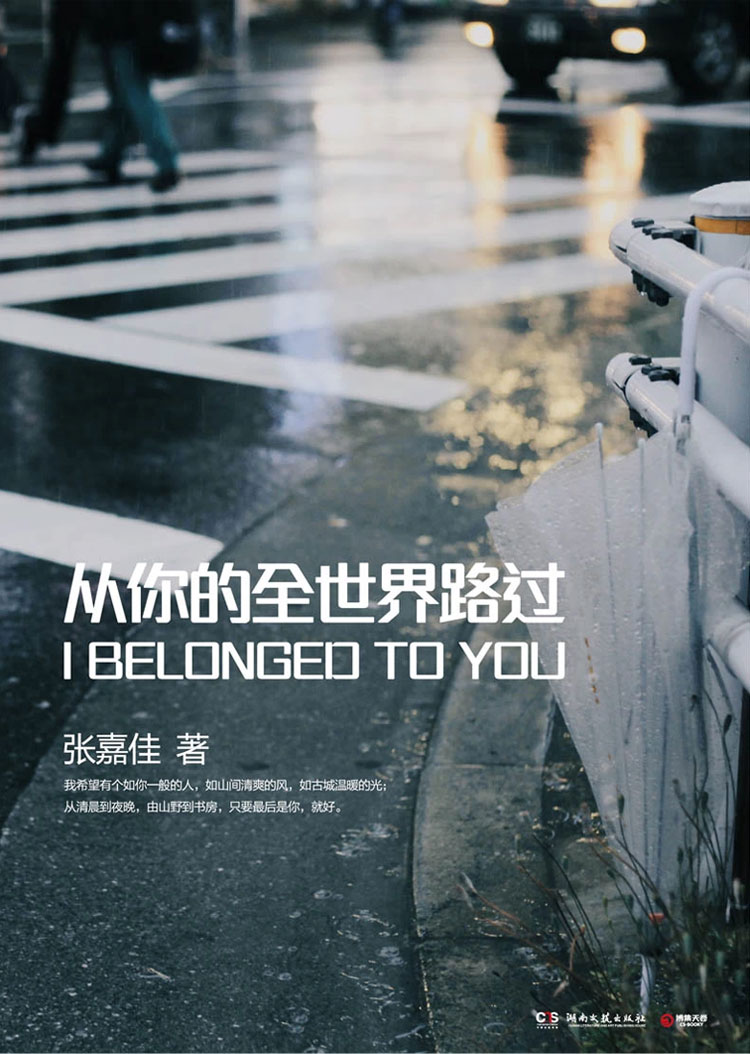 从你的全世界路过
I BELONGED TO YOU
张嘉佳 著
我希望有个如你一般的人，如山间清爽的风，如古城温暖的光；
从清晨到夜晚，由山野到书房，只要最后是你，就好。
湖南文艺出版社
博集天卷
CS-BOOKY